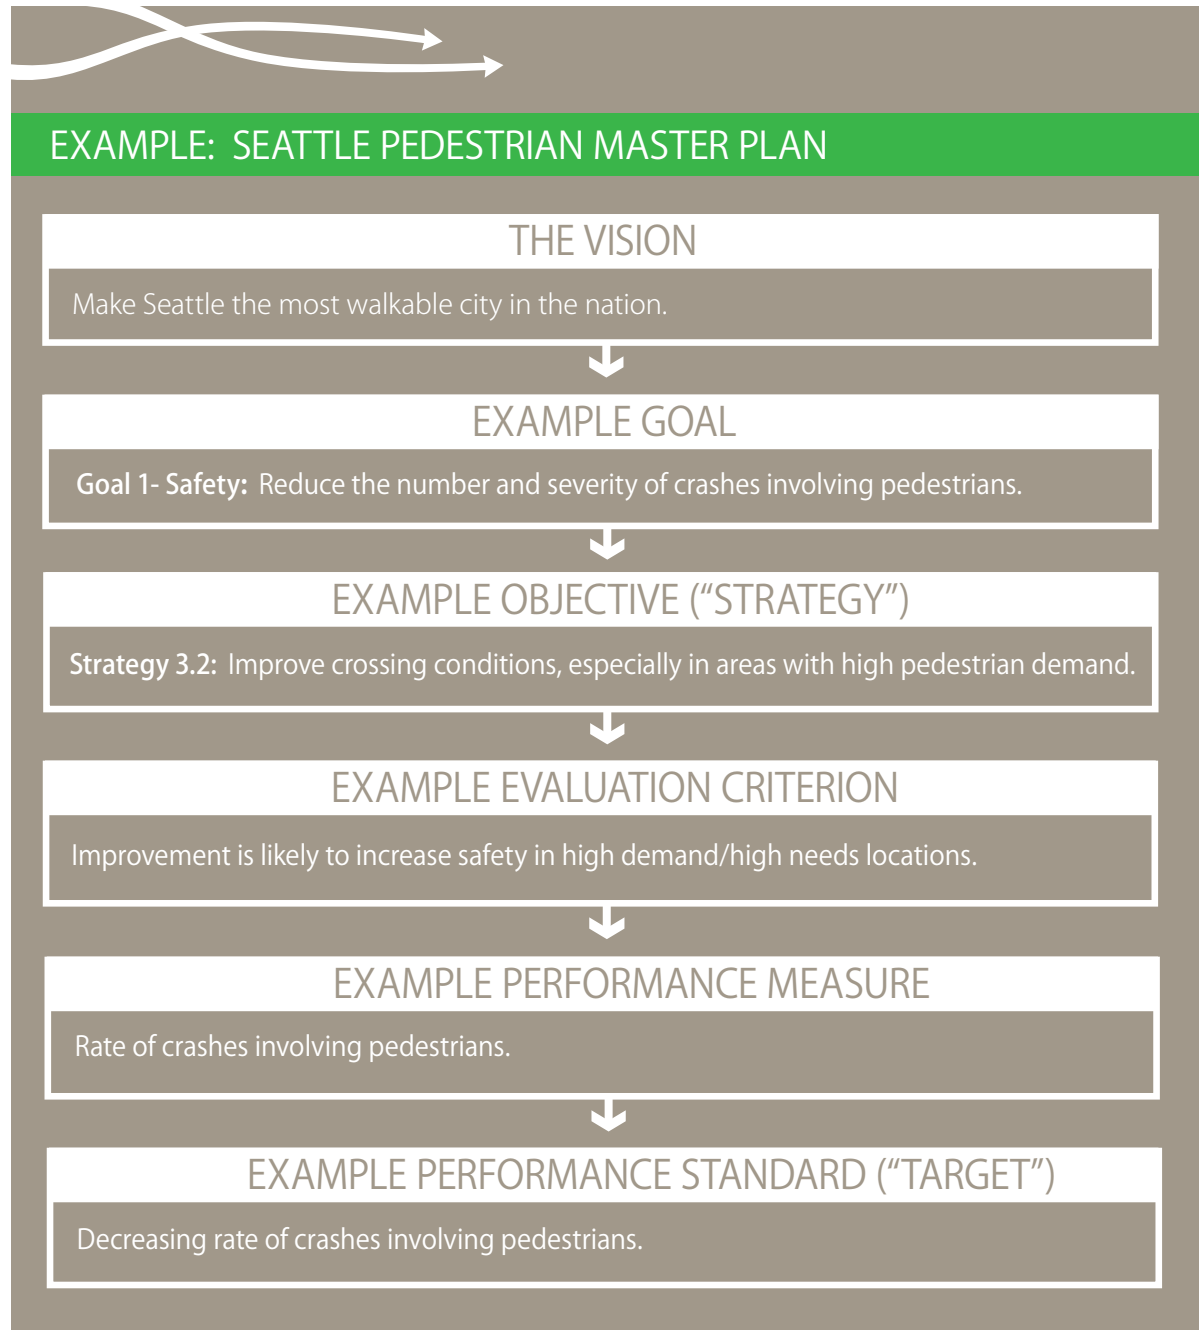 EXAMPLE: SEATTLE PEDESTRIAN MASTER PLAN
THE VISION
Make Seattle the most walkable city in the nation.
EXAMPLE GOAL
Goal 1- Safety: Reduce the number and severity of crashes involving pedestrians.
EXAMPLE OBJECTIVE (“STRATEGY”)
Strategy 3.2: Improve crossing conditions, especially in areas with high pedestrian demand.
EXAMPLE EVALUATION CRITERION
Improvement is likely to increase safety in high demand/high needs locations.
EXAMPLE PERFORMANCE MEASURE
Rate of crashes involving pedestrians.
EXAMPLE PERFORMANCE STANDARD (“TARGET”)
Decreasing rate of crashes involving pedestrians.